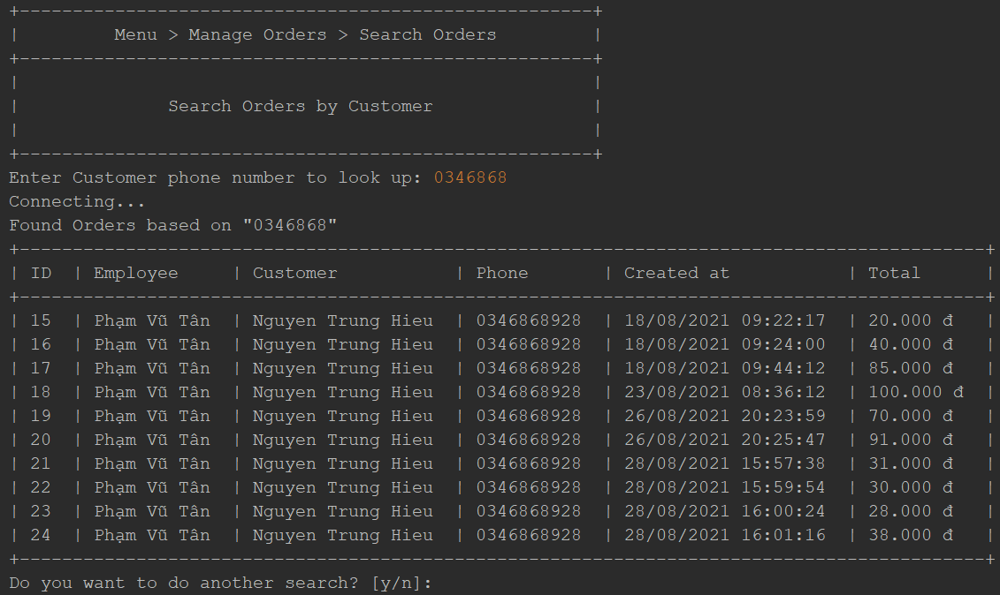 +------------------------------------------------------+
| Menu > Manage Orders > Search Orders |
+------------------------------------------------------+
| |
| Search Orders by Customer |
| |
+------------------------------------------------------+
Enter Customer phone number to look up: 0346868
Connecting...
Found Orders based on "0346868"
+-------------------------------------------------------------------------------------------+
| ID | Employee | Customer | Phone | Created at | Total |
+-------------------------------------------------------------------------------------------+
| 15 | Phạm Vũ Tân | Nguyen Trung Hieu | 0346868928 | 18/08/2021 09:22:17 | 20.000 đ |
| 16 | Phạm Vũ Tân | Nguyen Trung Hieu | 0346868928 | 18/08/2021 09:24:00 | 40.000 đ |
| 17 | Phạm Vũ Tân | Nguyen Trung Hieu | 0346868928 | 18/08/2021 09:44:12 | 85.000 đ |
| 18 | Phạm Vũ Tân | Nguyen Trung Hieu | 0346868928 | 23/08/2021 08:36:12 | 100.000 đ |
| 19 | Phạm Vũ Tân | Nguyen Trung Hieu | 0346868928 | 26/08/2021 20:23:59 | 70.000 đ |
| 20 | Phạm Vũ Tân | Nguyen Trung Hieu | 0346868928 | 26/08/2021 20:25:47 | 91.000 đ |
| 21 | Phạm Vũ Tân | Nguyen Trung Hieu | 0346868928 | 28/08/2021 15:57:38 | 31.000 đ |
| 22 | Phạm Vũ Tân | Nguyen Trung Hieu | 0346868928 | 28/08/2021 15:59:54 | 30.000 đ |
| 23 | Phạm Vũ Tân | Nguyen Trung Hieu | 0346868928 | 28/08/2021 16:00:24 | 28.000 đ |
| 24 | Phạm Vũ Tân | Nguyen Trung Hieu | 0346868928 | 28/08/2021 16:01:16 | 38.000 đ |
+-------------------------------------------------------------------------------------------+
Do you want to do another search? [y/n]: